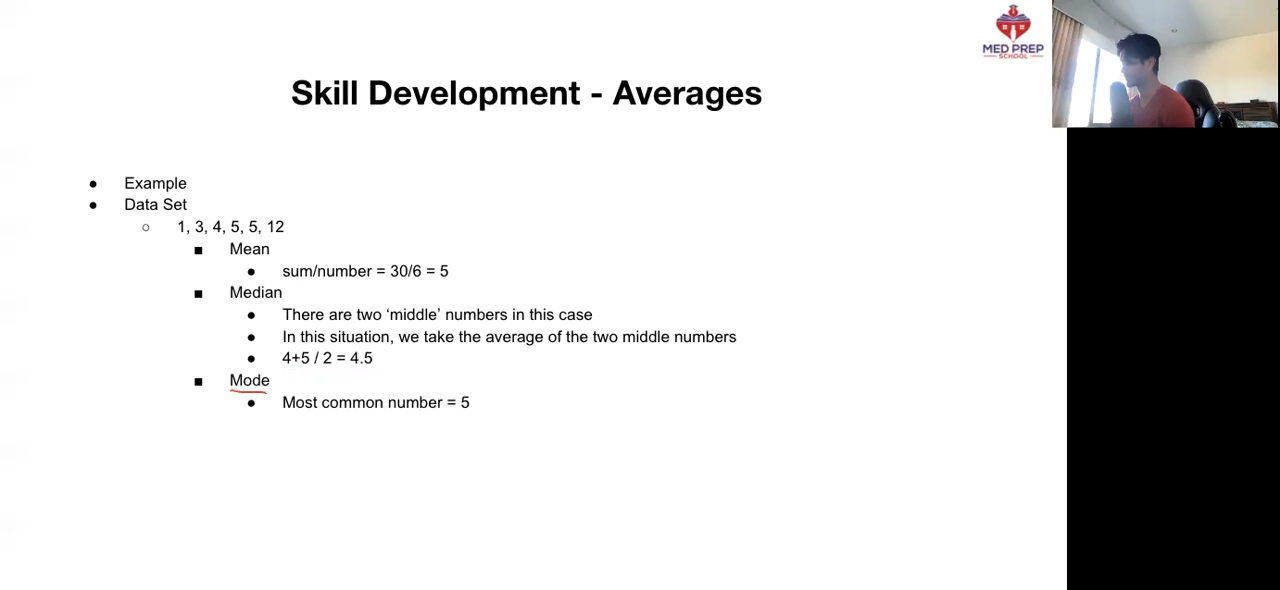 MED PREP
SCHOOL
Skill Development - Averages
● Example
● Data Set
○ 1, 3, 4, 5, 5, 12
■ Mean
● sum/number = 30/6 = 5
■ Median
● There are two ‘middle’ numbers in this case
● In this situation, we take the average of the two middle numbers
● 4+5 / 2 = 4.5
■ Mode
● Most common number = 5